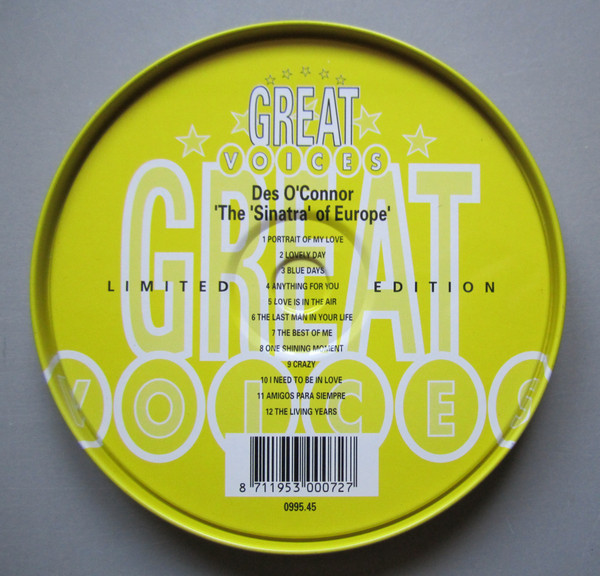 GREAT
VOICES
GREAT
Des O'Connor
'The 'Sinatra' of Europe'
1 PORTRAIT OF MY LOVE
2 LOVELY DAY
3 BLUE DAYS
LIMITED 4 ANYTHING FOR YOU EDITION
5 LOVE IS IN THE AIR
6 THE LAST MAN IN YOUR LIFE
7 THE BEST OF ME
8 ONE SHINING MOMENT
9 CRAZY
10 I NEED TO BE IN LOVE
11 AMIGOS PARA SIEMPRE
12 THE LIVING YEARS
VOICES
8 711953 000727
0995.45